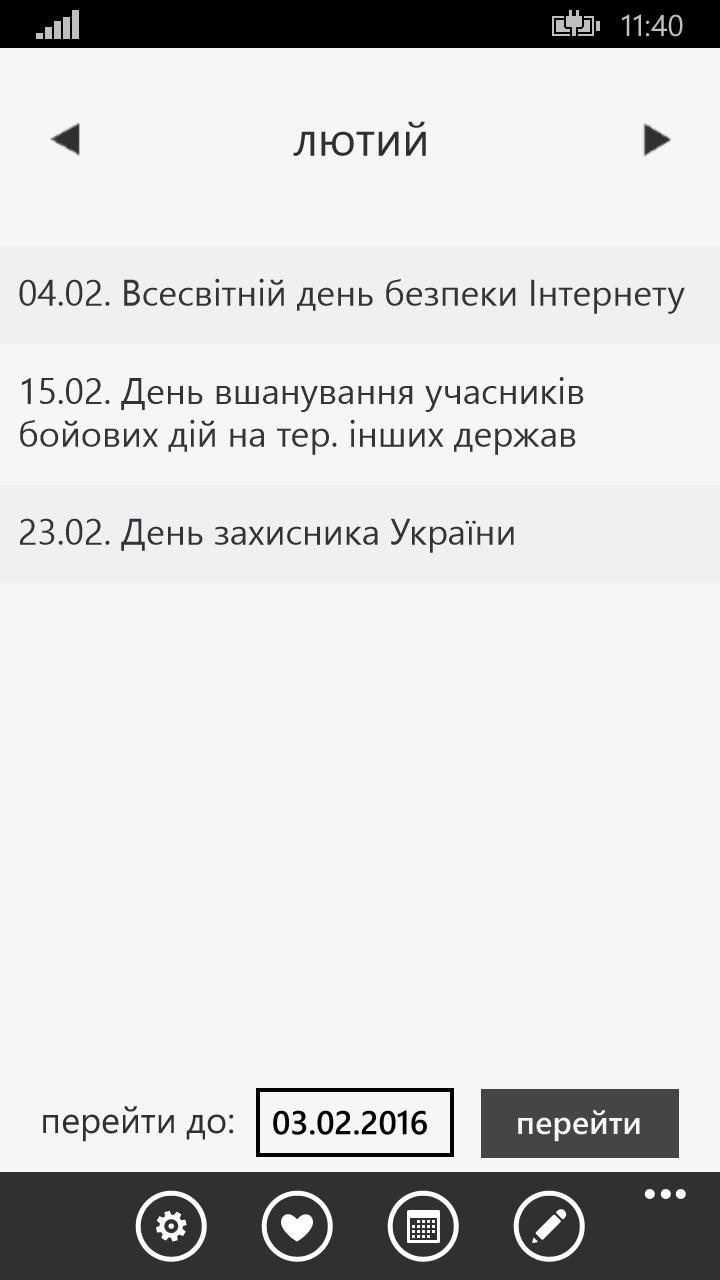 11:40
лютий
04.02. Всесвітній день безпеки Інтернету
15.02. День вшанування учасників
бойових дій на тер. інших держав
23.02. День захисника України
перейти до: 03.02.2016 перейти